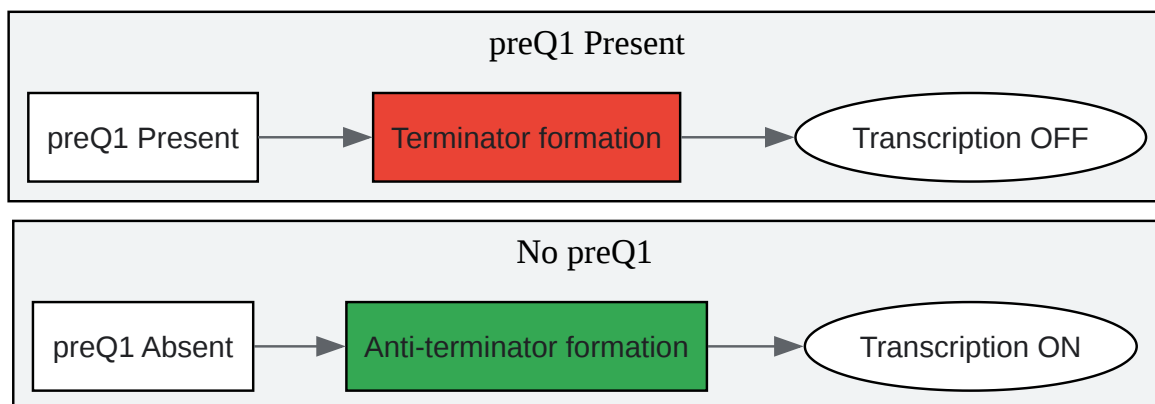 preQ1 Present
preQ1 Present
Terminator formation
Transcription OFF
No preQ1
preQ1 Absent
Anti-terminator formation
Transcription ON